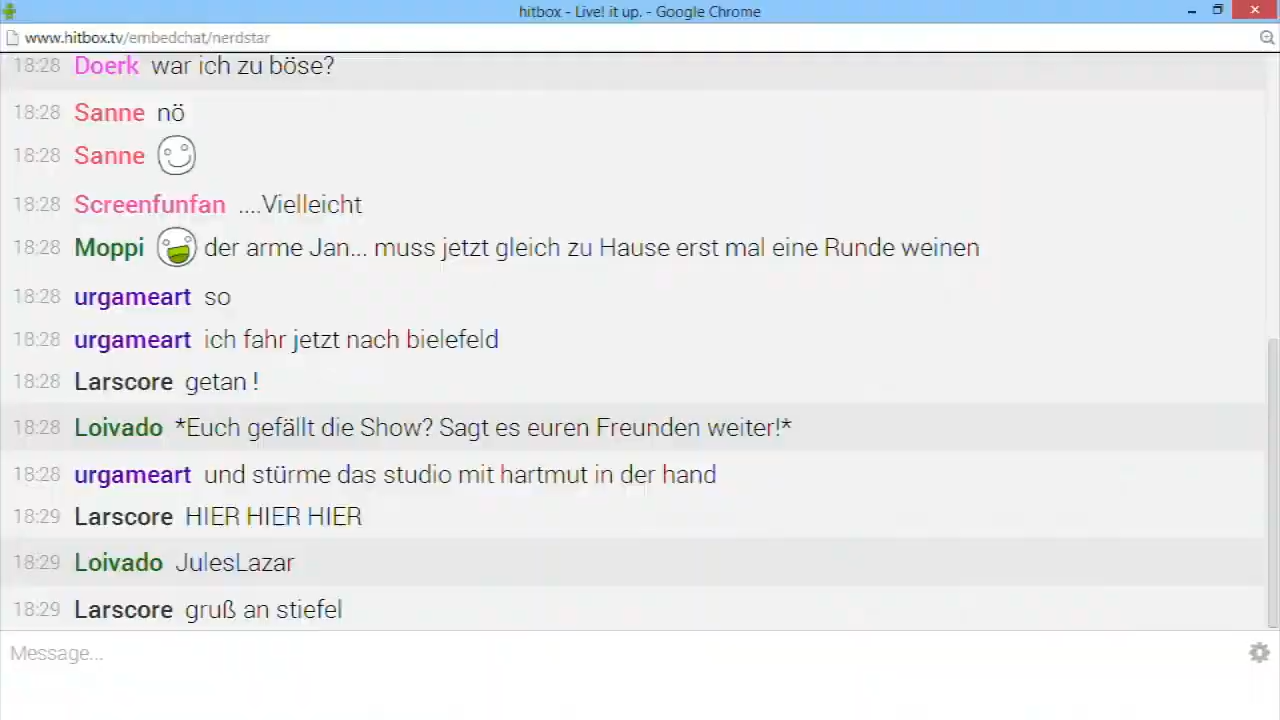 hitbox - Live! it up. - Google Chrome
www.hitbox.tv/embedchat/nerdstar
18:28 Doerk war ich zu böse?
18:28 Sanne nö
18:28 Sanne
18:28 Screenfunfan ....Vielleicht
18:28 Moppi der arme Jan... muss jetzt gleich zu Hause erst mal eine Runde weinen
18:28 urgameart so
18:28 urgameart ich fahr jetzt nach bielefeld
18:28 Larscore getan !
18:28 Loivado *Euch gefällt die Show? Sagt es euren Freunden weiter!*
18:28 urgameart und stürme das studio mit hartmut in der hand
18:29 Larscore HIER HIER HIER
18:29 Loivado JulesLazar
18:29 Larscore gruß an stiefel
Message...